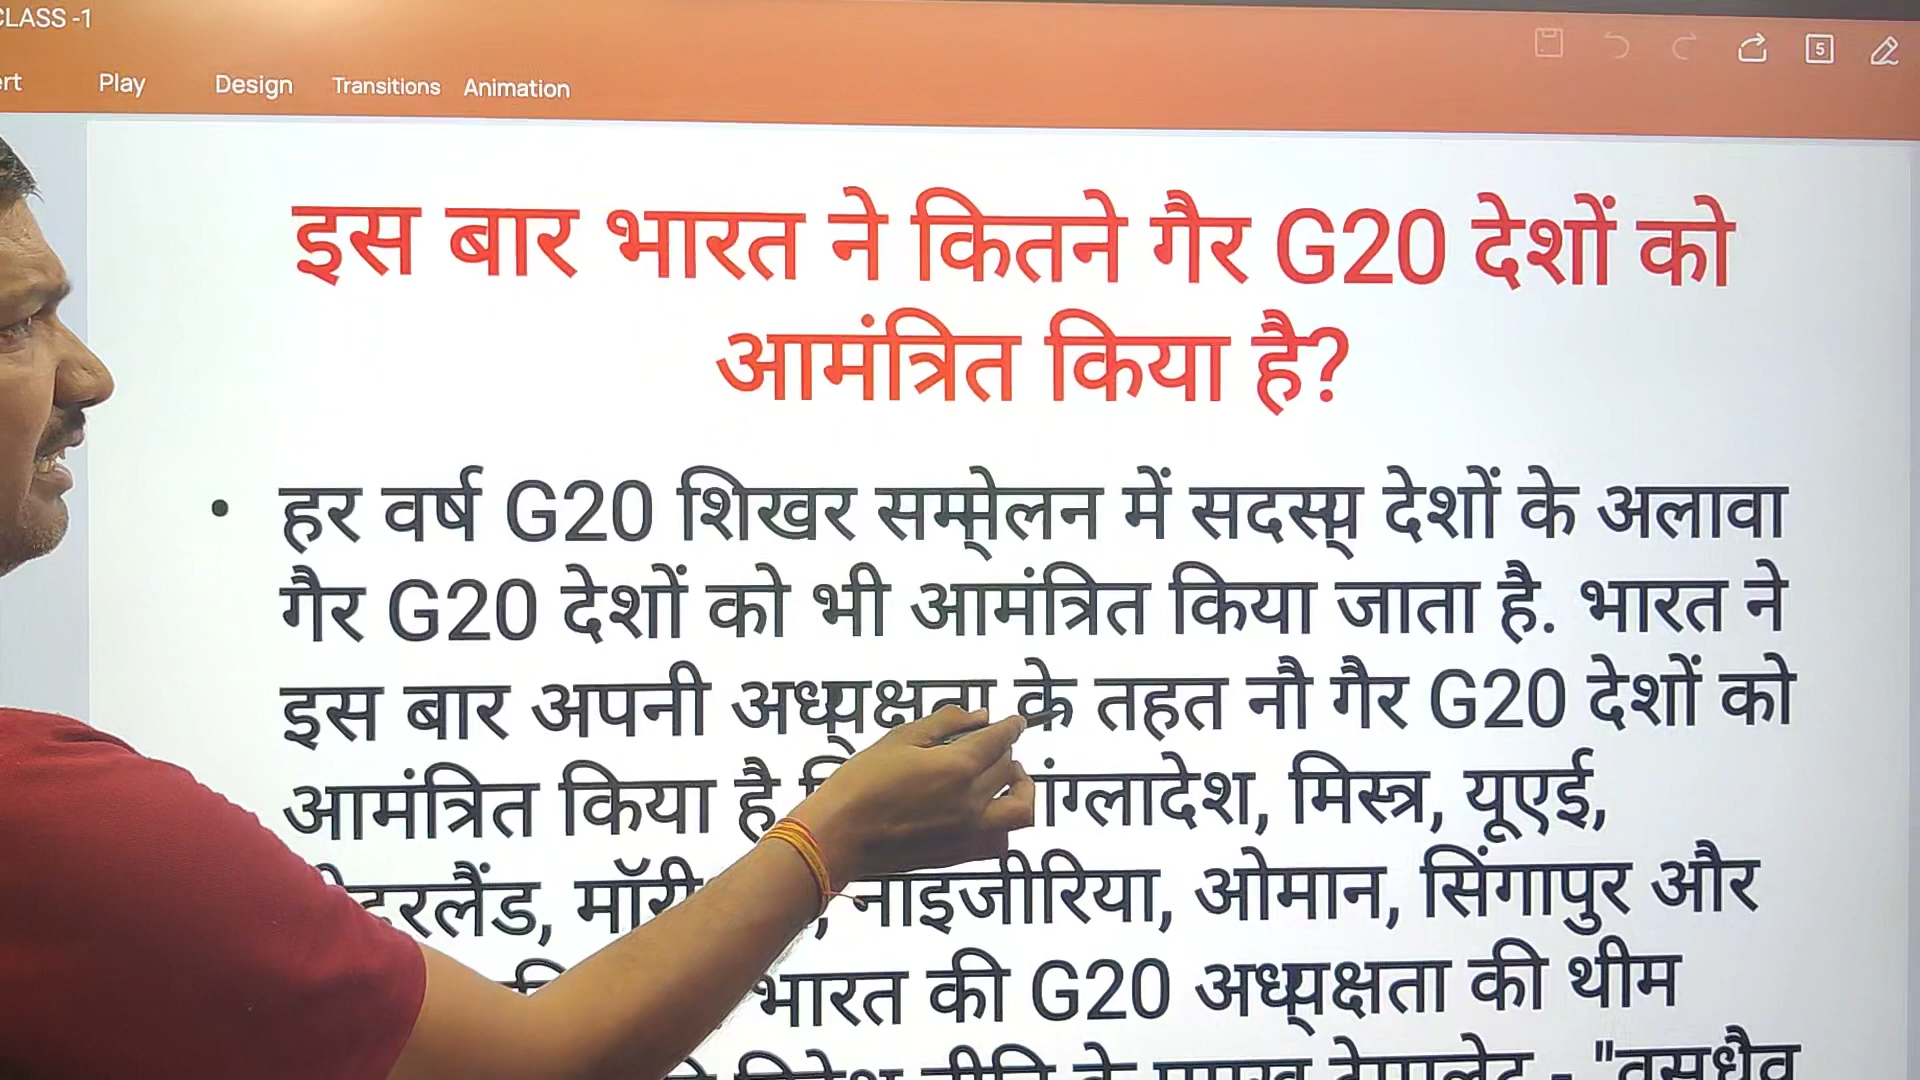 CLASS -1
Play Design Transitions Animation
5
इस बार भारत ने कितने गैर G20 देशों को
आमंत्रित किया है?
• हर वर्ष G20 शिखर सम्मेलन में सदस्य देशों के अलावा
गैर G20 देशों को भी आमंत्रित किया जाता है. भारत ने
इस बार अपनी अध्यक्षता के तहत नौ गैर G20 देशों को
आमंत्रित किया है मिस्त्र, यूएई,
नाइजीरिया, ओमान, सिंगापुर और
भारत की G20 अध्यक्षता की थीम
के